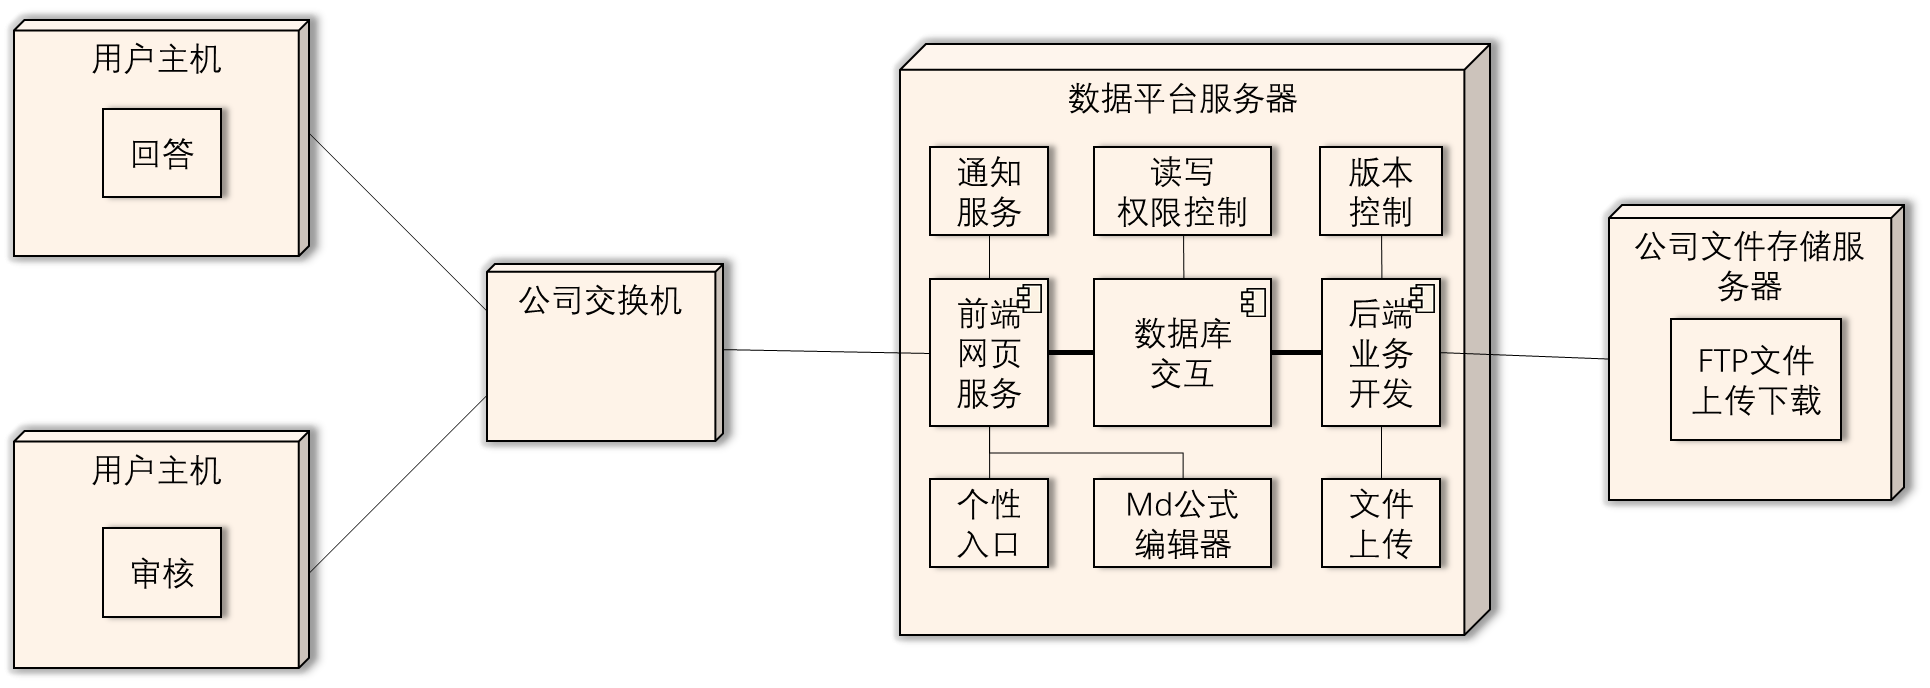 用户主机
回答
用户主机
审核
公司交换机
数据平台服务器
通知
服务
读写
权限控制
版本
控制
前端
网页
服务
数据库
交互
后端
业务
开发
个性
入口
Md公式
编辑器
文件
上传
公司文件存储服
务器
FTP文件
上传下载